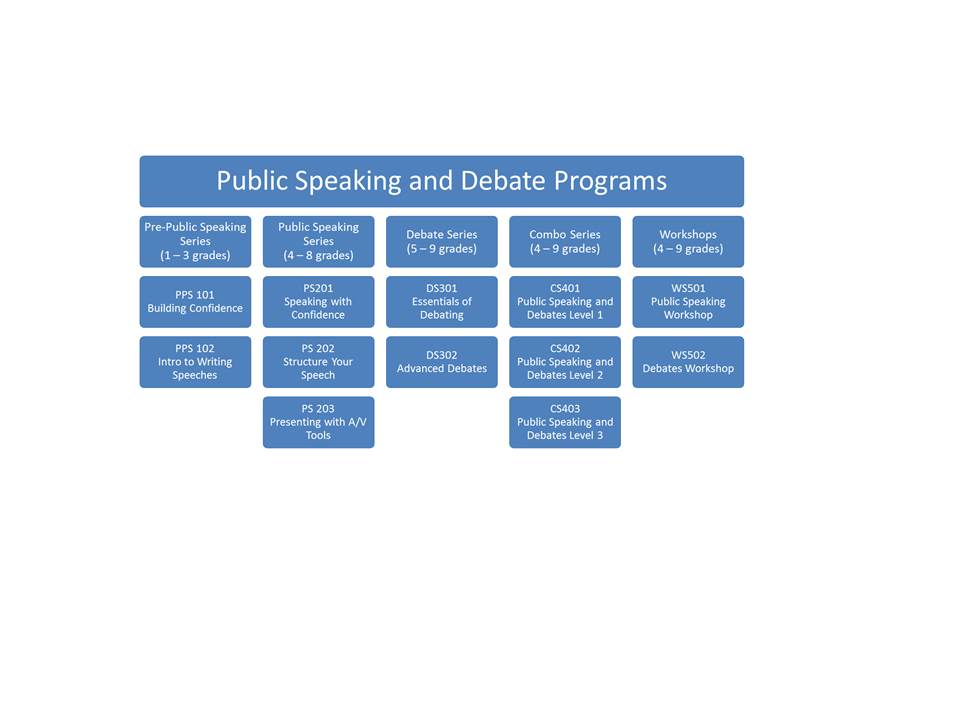 Public Speaking and Debate Programs
Pre-Public Speaking
Series
(1 – 3 grades)
Public Speaking
Series
(4 – 8 grades)
Debate Series
(5 – 9 grades)
Combo Series
(4 – 9 grades)
Workshops
(4 – 9 grades)
PPS 101
Building Confidence
PS201
Speaking with
Confidence
DS301
Essentials of
Debating
CS401
Public Speaking and
Debates Level 1
WS501
Public Speaking
Workshop
PPS 102
Intro to Writing
Speeches
PS 202
Structure Your
Speech
DS302
Advanced Debates
CS402
Public Speaking and
Debates Level 2
WS502
Debates Workshop
PS 203
Presenting with A/V
Tools
CS403
Public Speaking and
Debates Level 3